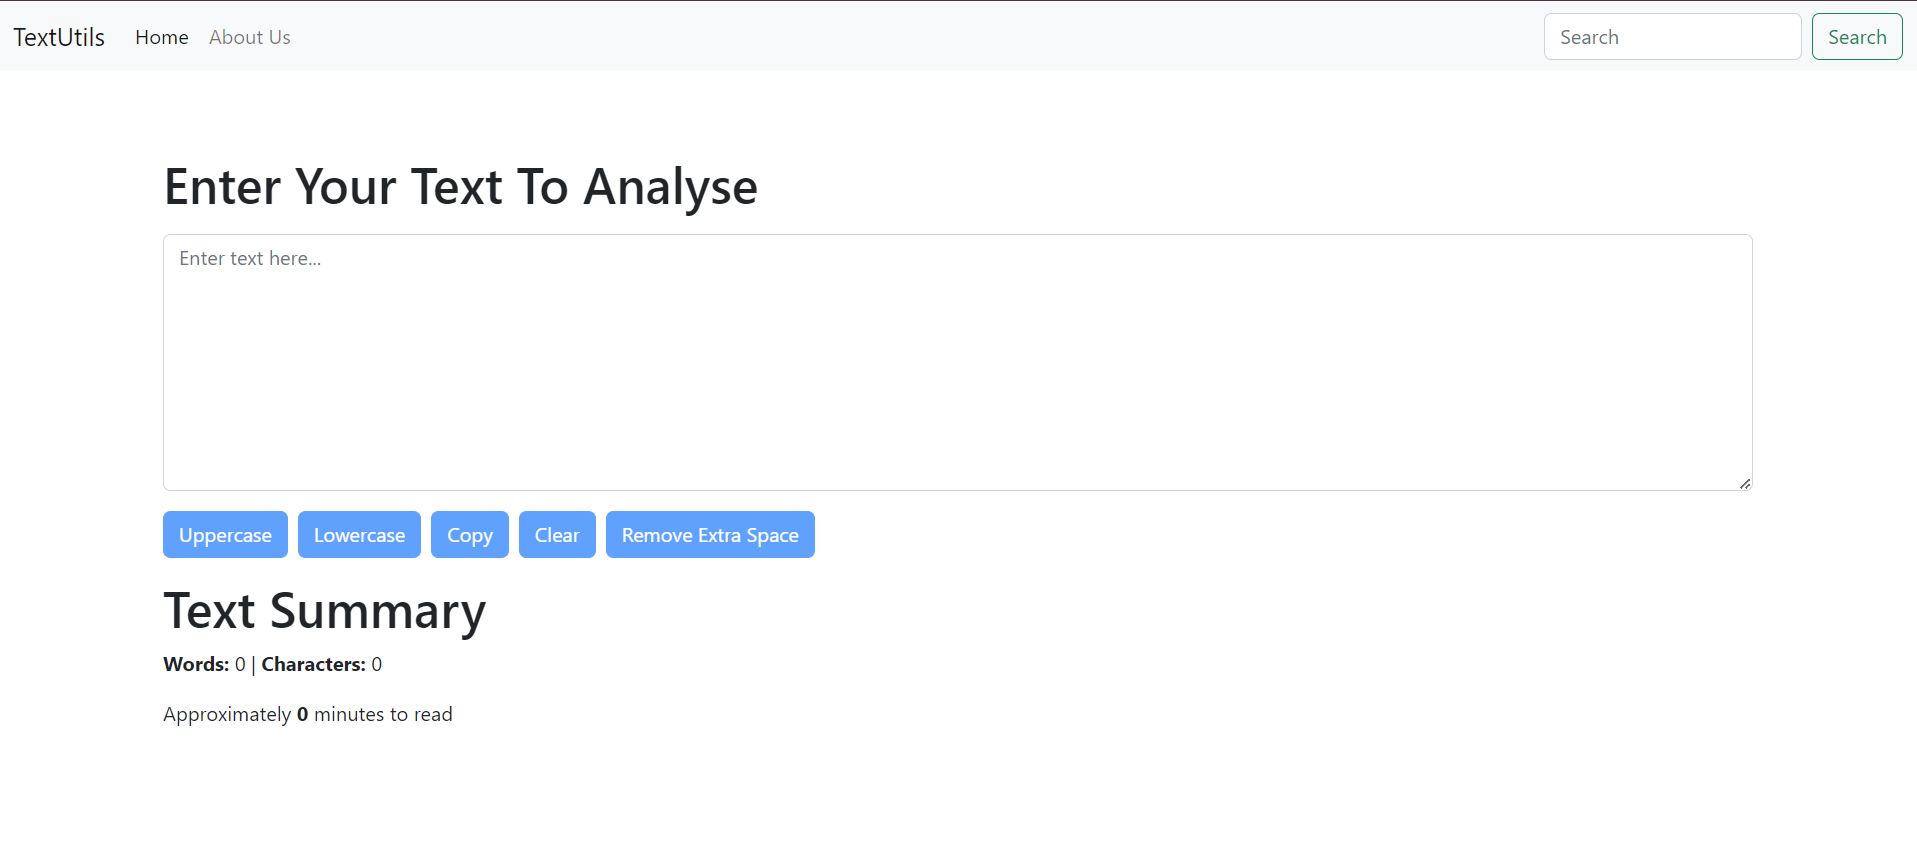 TextUtils Home About Us Search Search
Enter Your Text To Analyse
Enter text here...
Uppercase Lowercase Copy Clear Remove Extra Space
Text Summary
Words: 0 | Characters: 0
Approximately 0 minutes to read